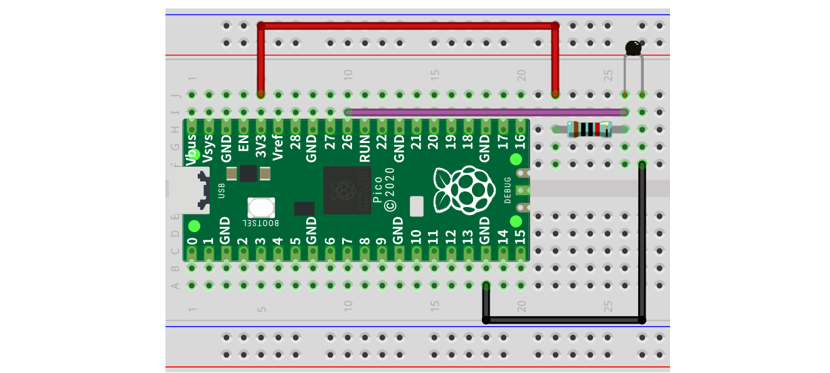 1 10 15 20 25
J
I
H
G
F
Vbus Vsys GND EN 3V3 Vref 28 GND 27 26 RUN 22 GND 21 20 19 18 GND 17 16
USB
BOOTSEL
Pico
© 2020
DEBUG
0 1 GND 2 3 4 5 GND 6 7 8 9 GND 10 11 12 13 GND 14 15
E
D
C
B
A
1 5 10 15 20 25